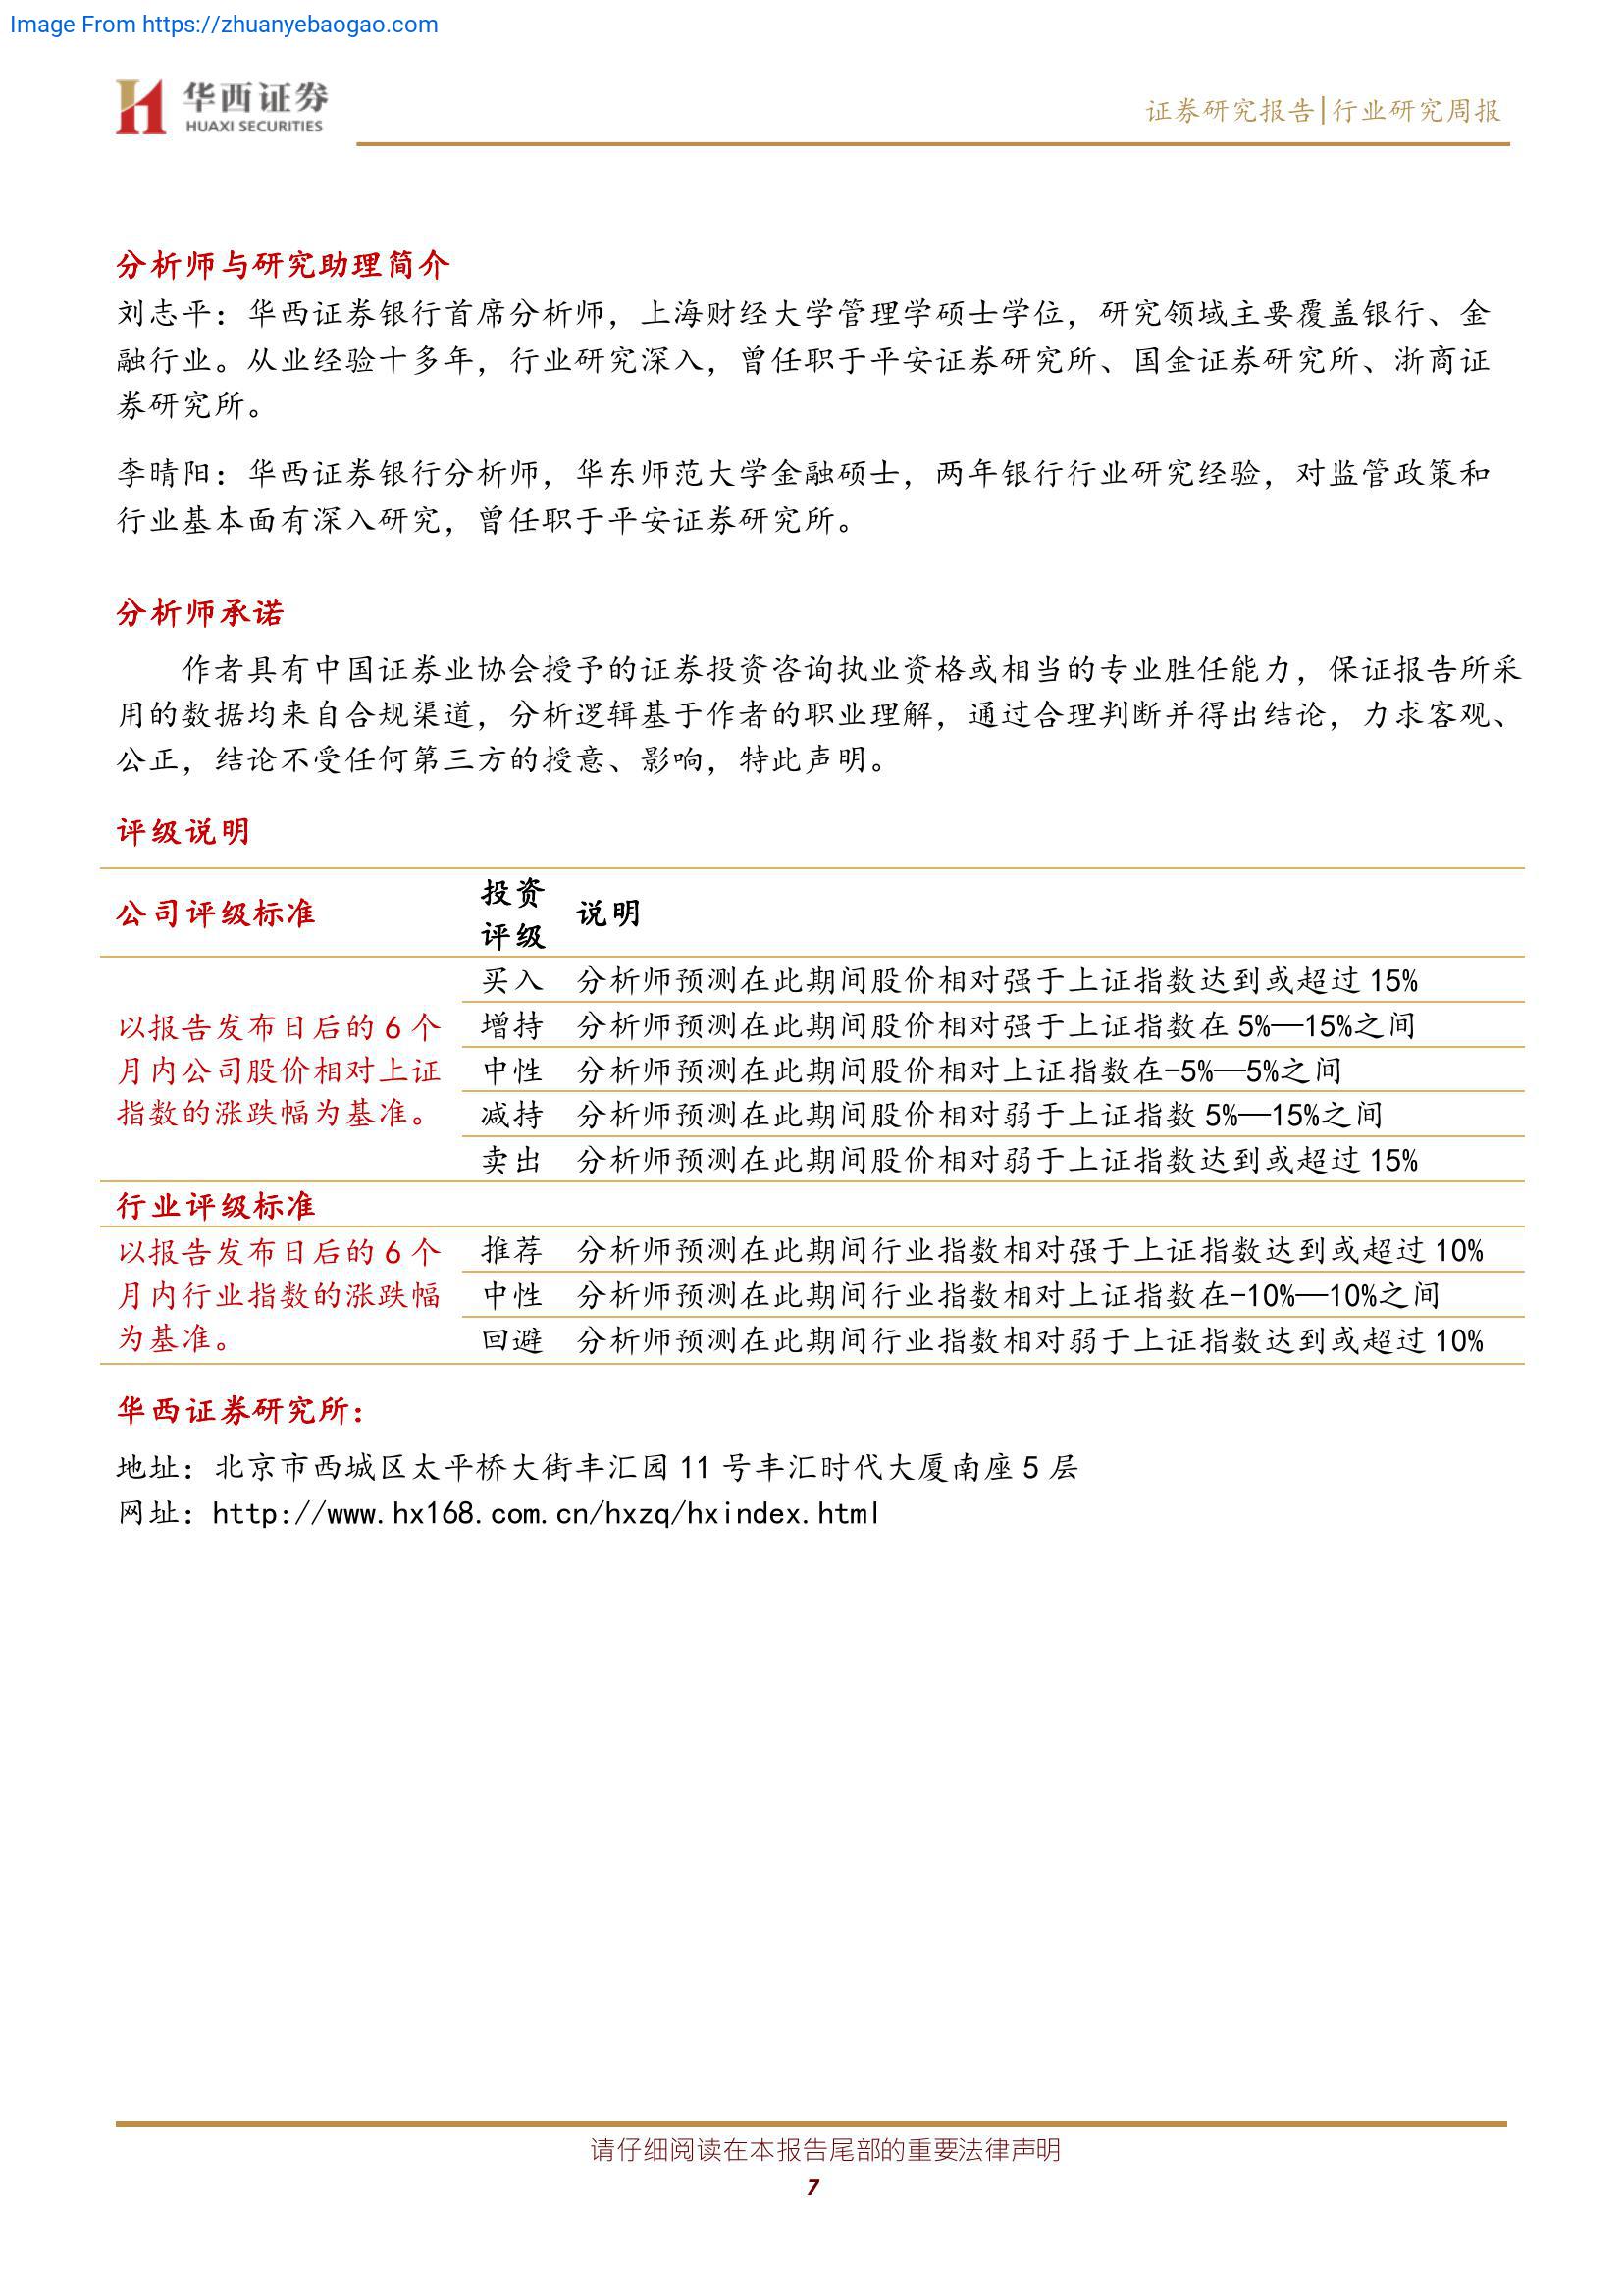 Image From https://zhuanyebaogao.com
华西证券
HUAXI SECURITIES
证券研究报告|行业研究周报
分析师与研究助理简介
刘志平：华西证券银行首席分析师，上海财经大学管理学硕士学位，研究领域主要覆盖银行、金
融行业。从业经验十多年，行业研究深入，曾任职于平安证券研究所、国金证券研究所、浙商证
券研究所。
李晴阳：华西证券银行分析师，华东师范大学金融硕士，两年银行行业研究经验，对监管政策和
行业基本面有深入研究，曾任职于平安证券研究所。
分析师承诺
作者具有中国证券业协会授予的证券投资咨询执业资格或相当的专业胜任能力，保证报告所采
用的数据均来自合规渠道，分析逻辑基于作者的职业理解，通过合理判断并得出结论，力求客观、
公正，结论不受任何第三方的授意、影响，特此声明。
评级说明
公司评级标准
投资
评级
说明
以报告发布日后的 6 个
月内公司股价相对上证
指数的涨跌幅为基准。
买入 分析师预测在此期间股价相对强于上证指数达到或超过 15%
增持 分析师预测在此期间股价相对强于上证指数在 5%—15%之间
中性 分析师预测在此期间股价相对上证指数在-5%—5%之间
减持 分析师预测在此期间股价相对弱于上证指数 5%—15%之间
卖出 分析师预测在此期间股价相对弱于上证指数达到或超过 15%
行业评级标准
以报告发布日后的 6 个
月内行业指数的涨跌幅
为基准。
推荐 分析师预测在此期间行业指数相对强于上证指数达到或超过 10%
中性 分析师预测在此期间行业指数相对上证指数在-10%—10%之间
回避 分析师预测在此期间行业指数相对弱于上证指数达到或超过 10%
华西证券研究所：
地址：北京市西城区太平桥大街丰汇园 11 号丰汇时代大厦南座 5 层
网址：http://www.hx168.com.cn/hxzq/hxindex.html
请仔细阅读在本报告尾部的重要法律声明
7